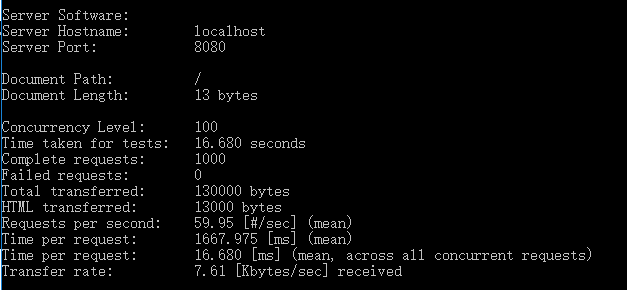 Server Software:
Server Hostname: localhost
Server Port: 8080
Document Path: /
Document Length: 13 bytes
Concurrency Level: 100
Time taken for tests: 16.680 seconds
Complete requests: 1000
Failed requests: 0
Total transferred: 130000 bytes
HTML transferred: 13000 bytes
Requests per second: 59.95 [#/sec] (mean)
Time per request: 1667.975 [ms] (mean)
Time per request: 16.680 [ms] (mean, across all concurrent requests)
Transfer rate: 7.61 [Kbytes/sec] received